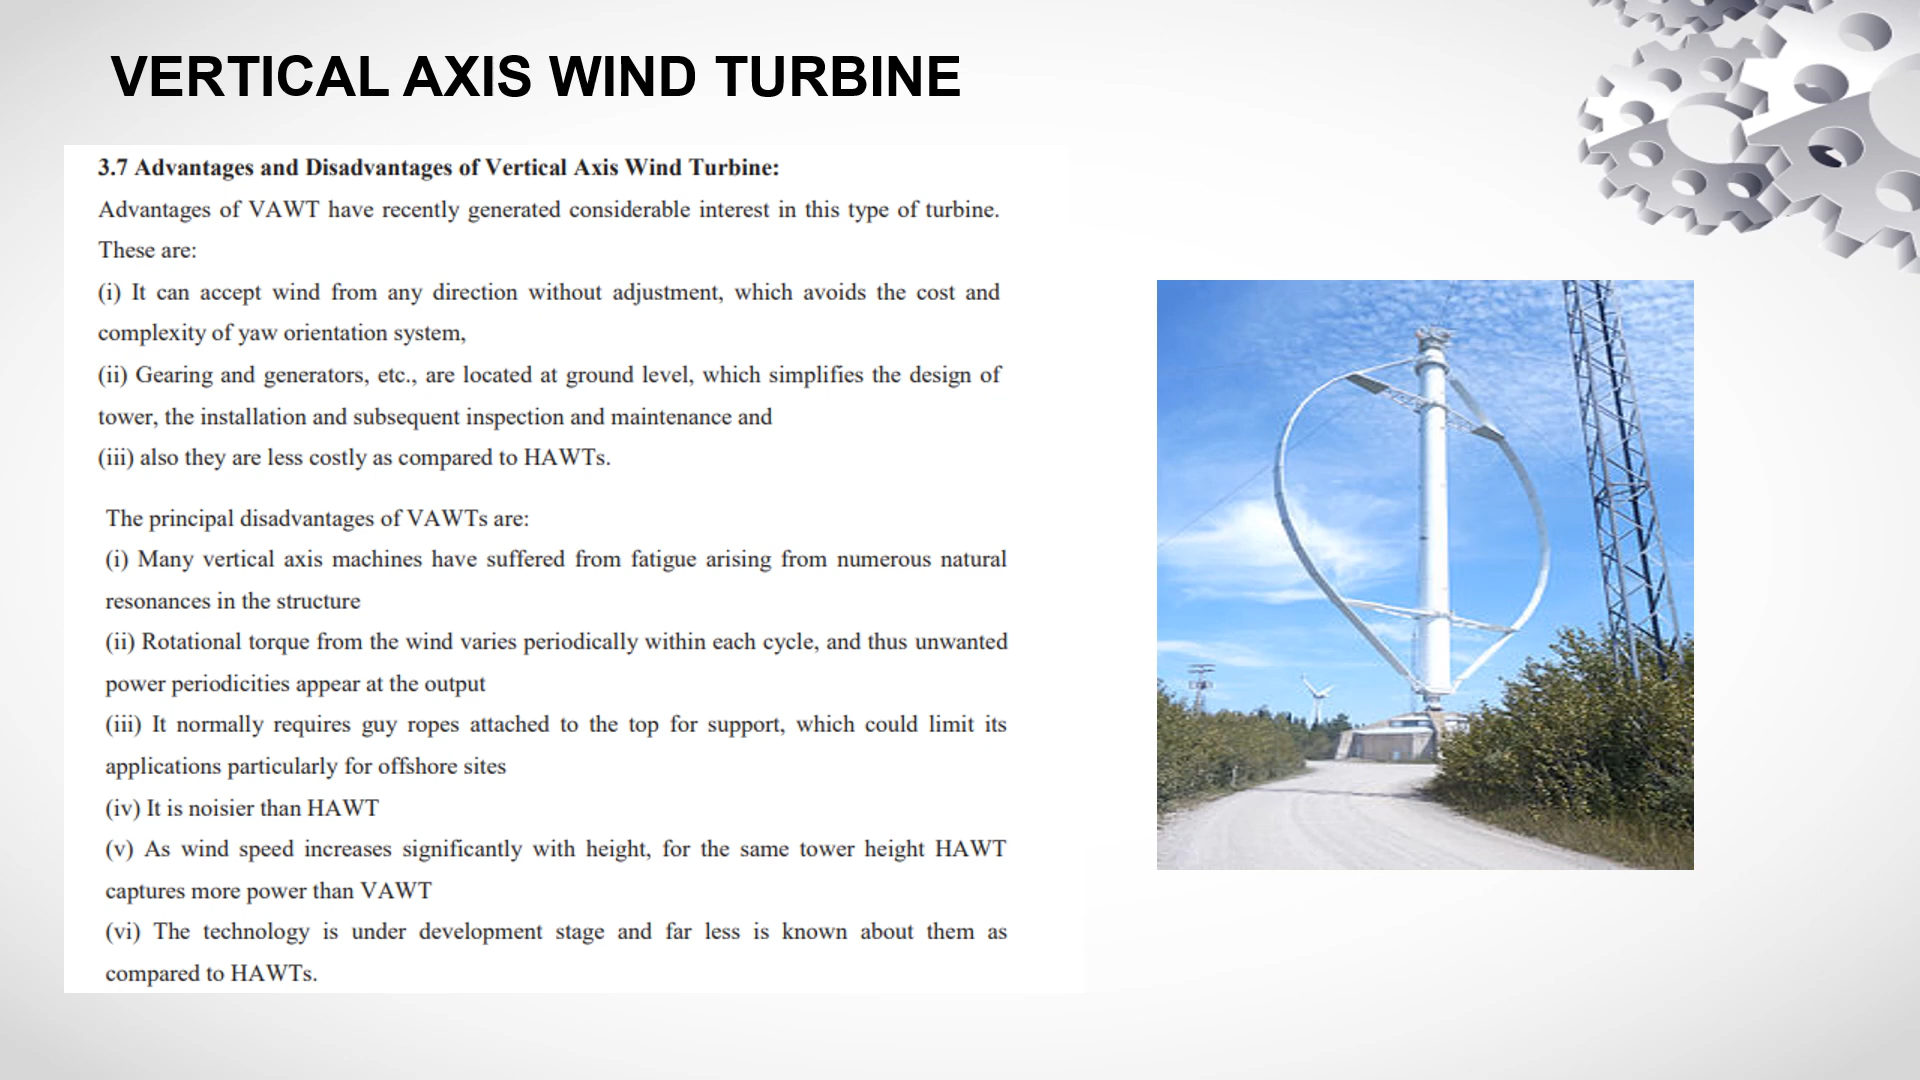 VERTICAL AXIS WIND TURBINE
3.7 Advantages and Disadvantages of Vertical Axis Wind Turbine:
Advantages of VAWT have recently generated considerable interest in this type of turbine.
These are:
(i) It can accept wind from any direction without adjustment, which avoids the cost and
complexity of yaw orientation system,
(ii) Gearing and generators, etc., are located at ground level, which simplifies the design of
tower, the installation and subsequent inspection and maintenance and
(iii) also they are less costly as compared to HAWTs.
The principal disadvantages of VAWTs are:
(i) Many vertical axis machines have suffered from fatigue arising from numerous natural
resonances in the structure
(ii) Rotational torque from the wind varies periodically within each cycle, and thus unwanted
power periodicities appear at the output
(iii) It normally requires guy ropes attached to the top for support, which could limit its
applications particularly for offshore sites
(iv) It is noisier than HAWT
(v) As wind speed increases significantly with height, for the same tower height HAWT
captures more power than VAWT
(vi) The technology is under development stage and far less is known about them as
compared to HAWTs.